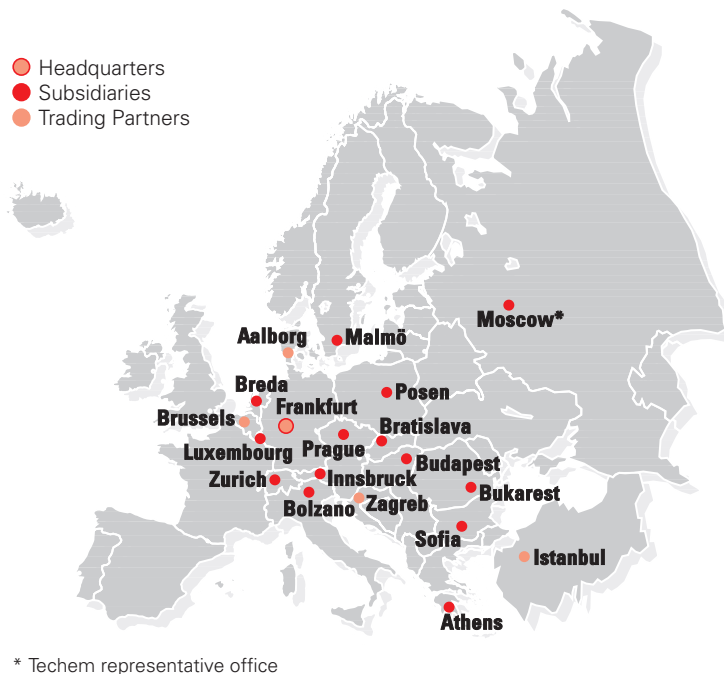 Headquarters
Subsidiaries
Trading Partners
Moscow*
Aalborg
Malmö
Breda
Posen
Frankfurt
Brussels
Bratislava
Luxembourg
Prague
Budapest
Zurich
Innsbruck
Bukarest
Bolzano
Zagreb
Sofia
Istanbul
Athens
* Techem representative office